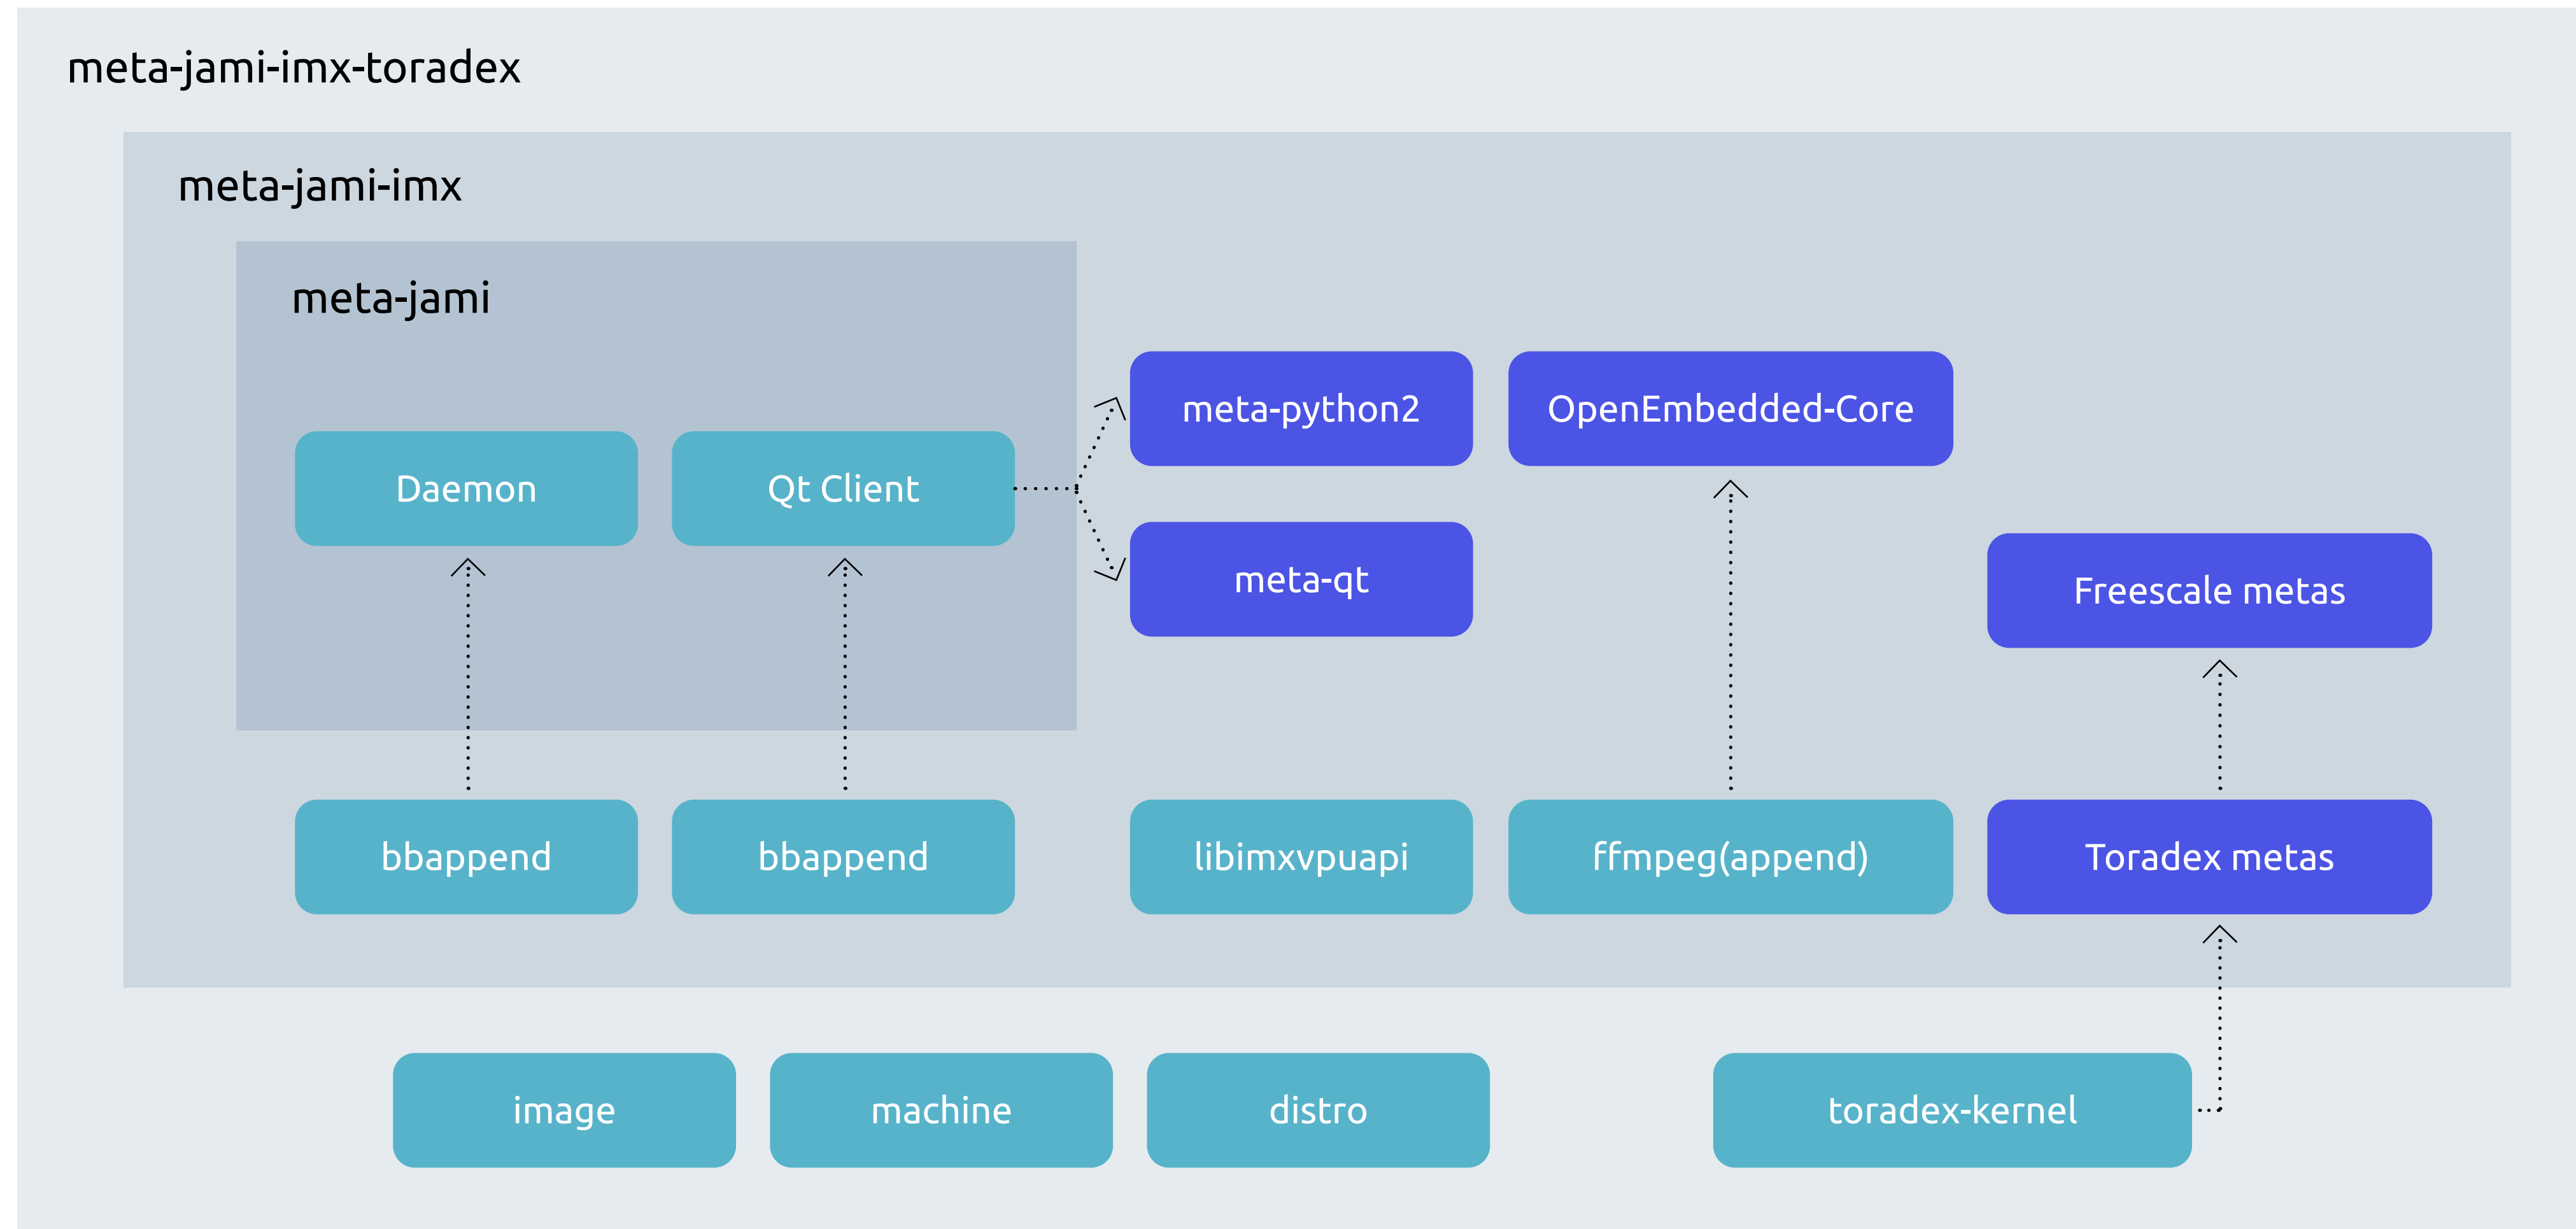 meta-jami-imx-toradex
meta-jami-imx
meta-jami
meta-python2
OpenEmbedded-Core
Daemon
Qt Client
meta-qt
Freescale metas
bbappend
bbappend
libimxvpuapi
ffmpeg(append)
Toradex metas
image
machine
distro
toradex-kernel